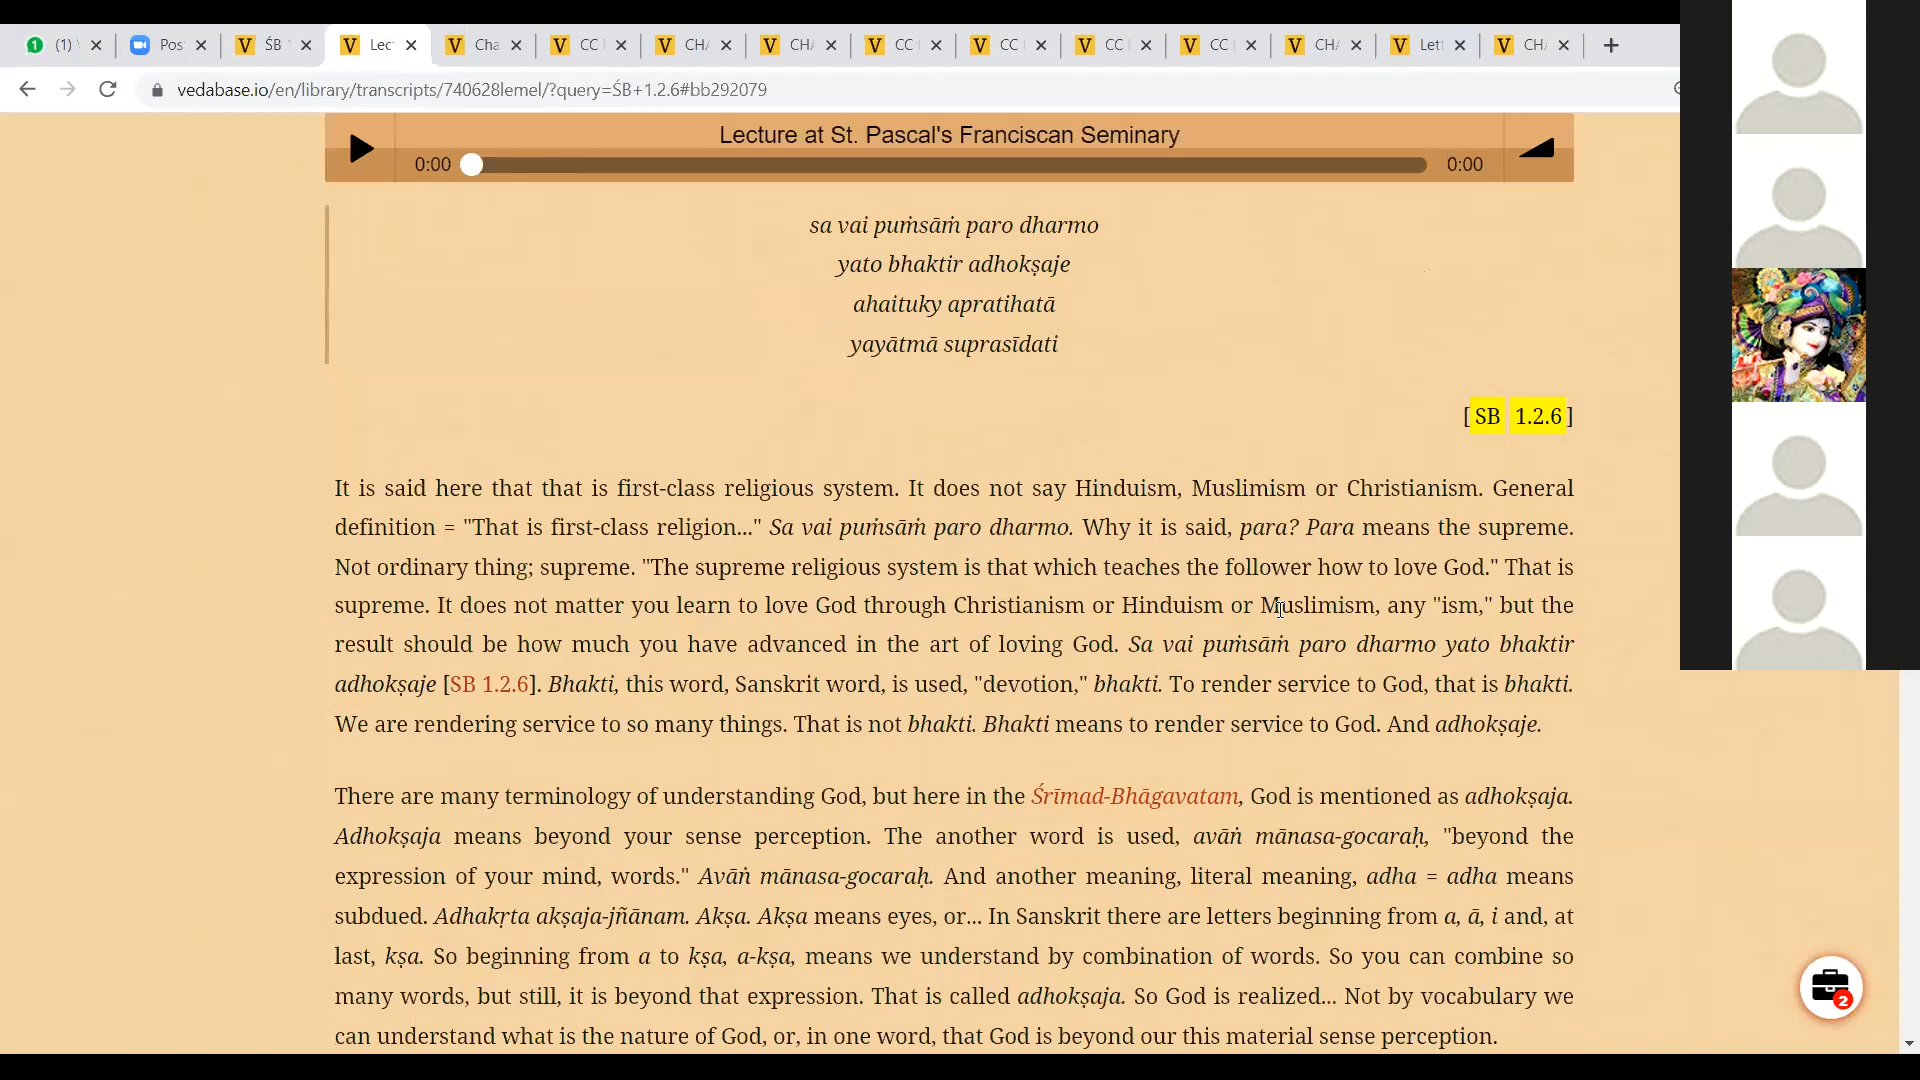 1 (1) Pos ŚB Lec Cha CC CH CH CC CC CC CC CH Let CH
vedabase.io/en/library/transcripts/740628lemel/?query=ŚB+1.2.6#bb292079
Lecture at St. Pascal's Franciscan Seminary
0:00 0:00
sa vai puṁsāṁ paro dharmo
yato bhaktir adhokṣaje
ahaituky apratihatā
yayātmā suprasīdati
[SB 1.2.6]
It is said here that that is first-class religious system. It does not say Hinduism, Muslimism or Christianism. General
definition = "That is first-class religion..." Sa vai puṁsāṁ paro dharmo. Why it is said, para? Para means the supreme.
Not ordinary thing; supreme. "The supreme religious system is that which teaches the follower how to love God." That is
supreme. It does not matter you learn to love God through Christianism or Hinduism or Muslimism, any "ism," but the
result should be how much you have advanced in the art of loving God. Sa vai puṁsāṁ paro dharmo yato bhaktir
adhokṣaje [SB 1.2.6]. Bhakti, this word, Sanskrit word, is used, "devotion," bhakti. To render service to God, that is bhakti.
We are rendering service to so many things. That is not bhakti. Bhakti means to render service to God. And adhokṣaje.
There are many terminology of understanding God, but here in the Śrīmad-Bhāgavatam, God is mentioned as adhokṣaja.
Adhokṣaja means beyond your sense perception. The another word is used, avāṅ mānasa-gocaraḥ, "beyond the
expression of your mind, words." Avāṅ mānasa-gocaraḥ. And another meaning, literal meaning, adha = adha means
subdued. Adhakṛta akṣaja-jñānam. Akṣa. Akṣa means eyes, or... In Sanskrit there are letters beginning from a, ā, i and, at
last, kṣa. So beginning from a to kṣa, a-kṣa, means we understand by combination of words. So you can combine so
many words, but still, it is beyond that expression. That is called adhokṣaja. So God is realized... Not by vocabulary we
can understand what is the nature of God, or, in one word, that God is beyond our this material sense perception.
2